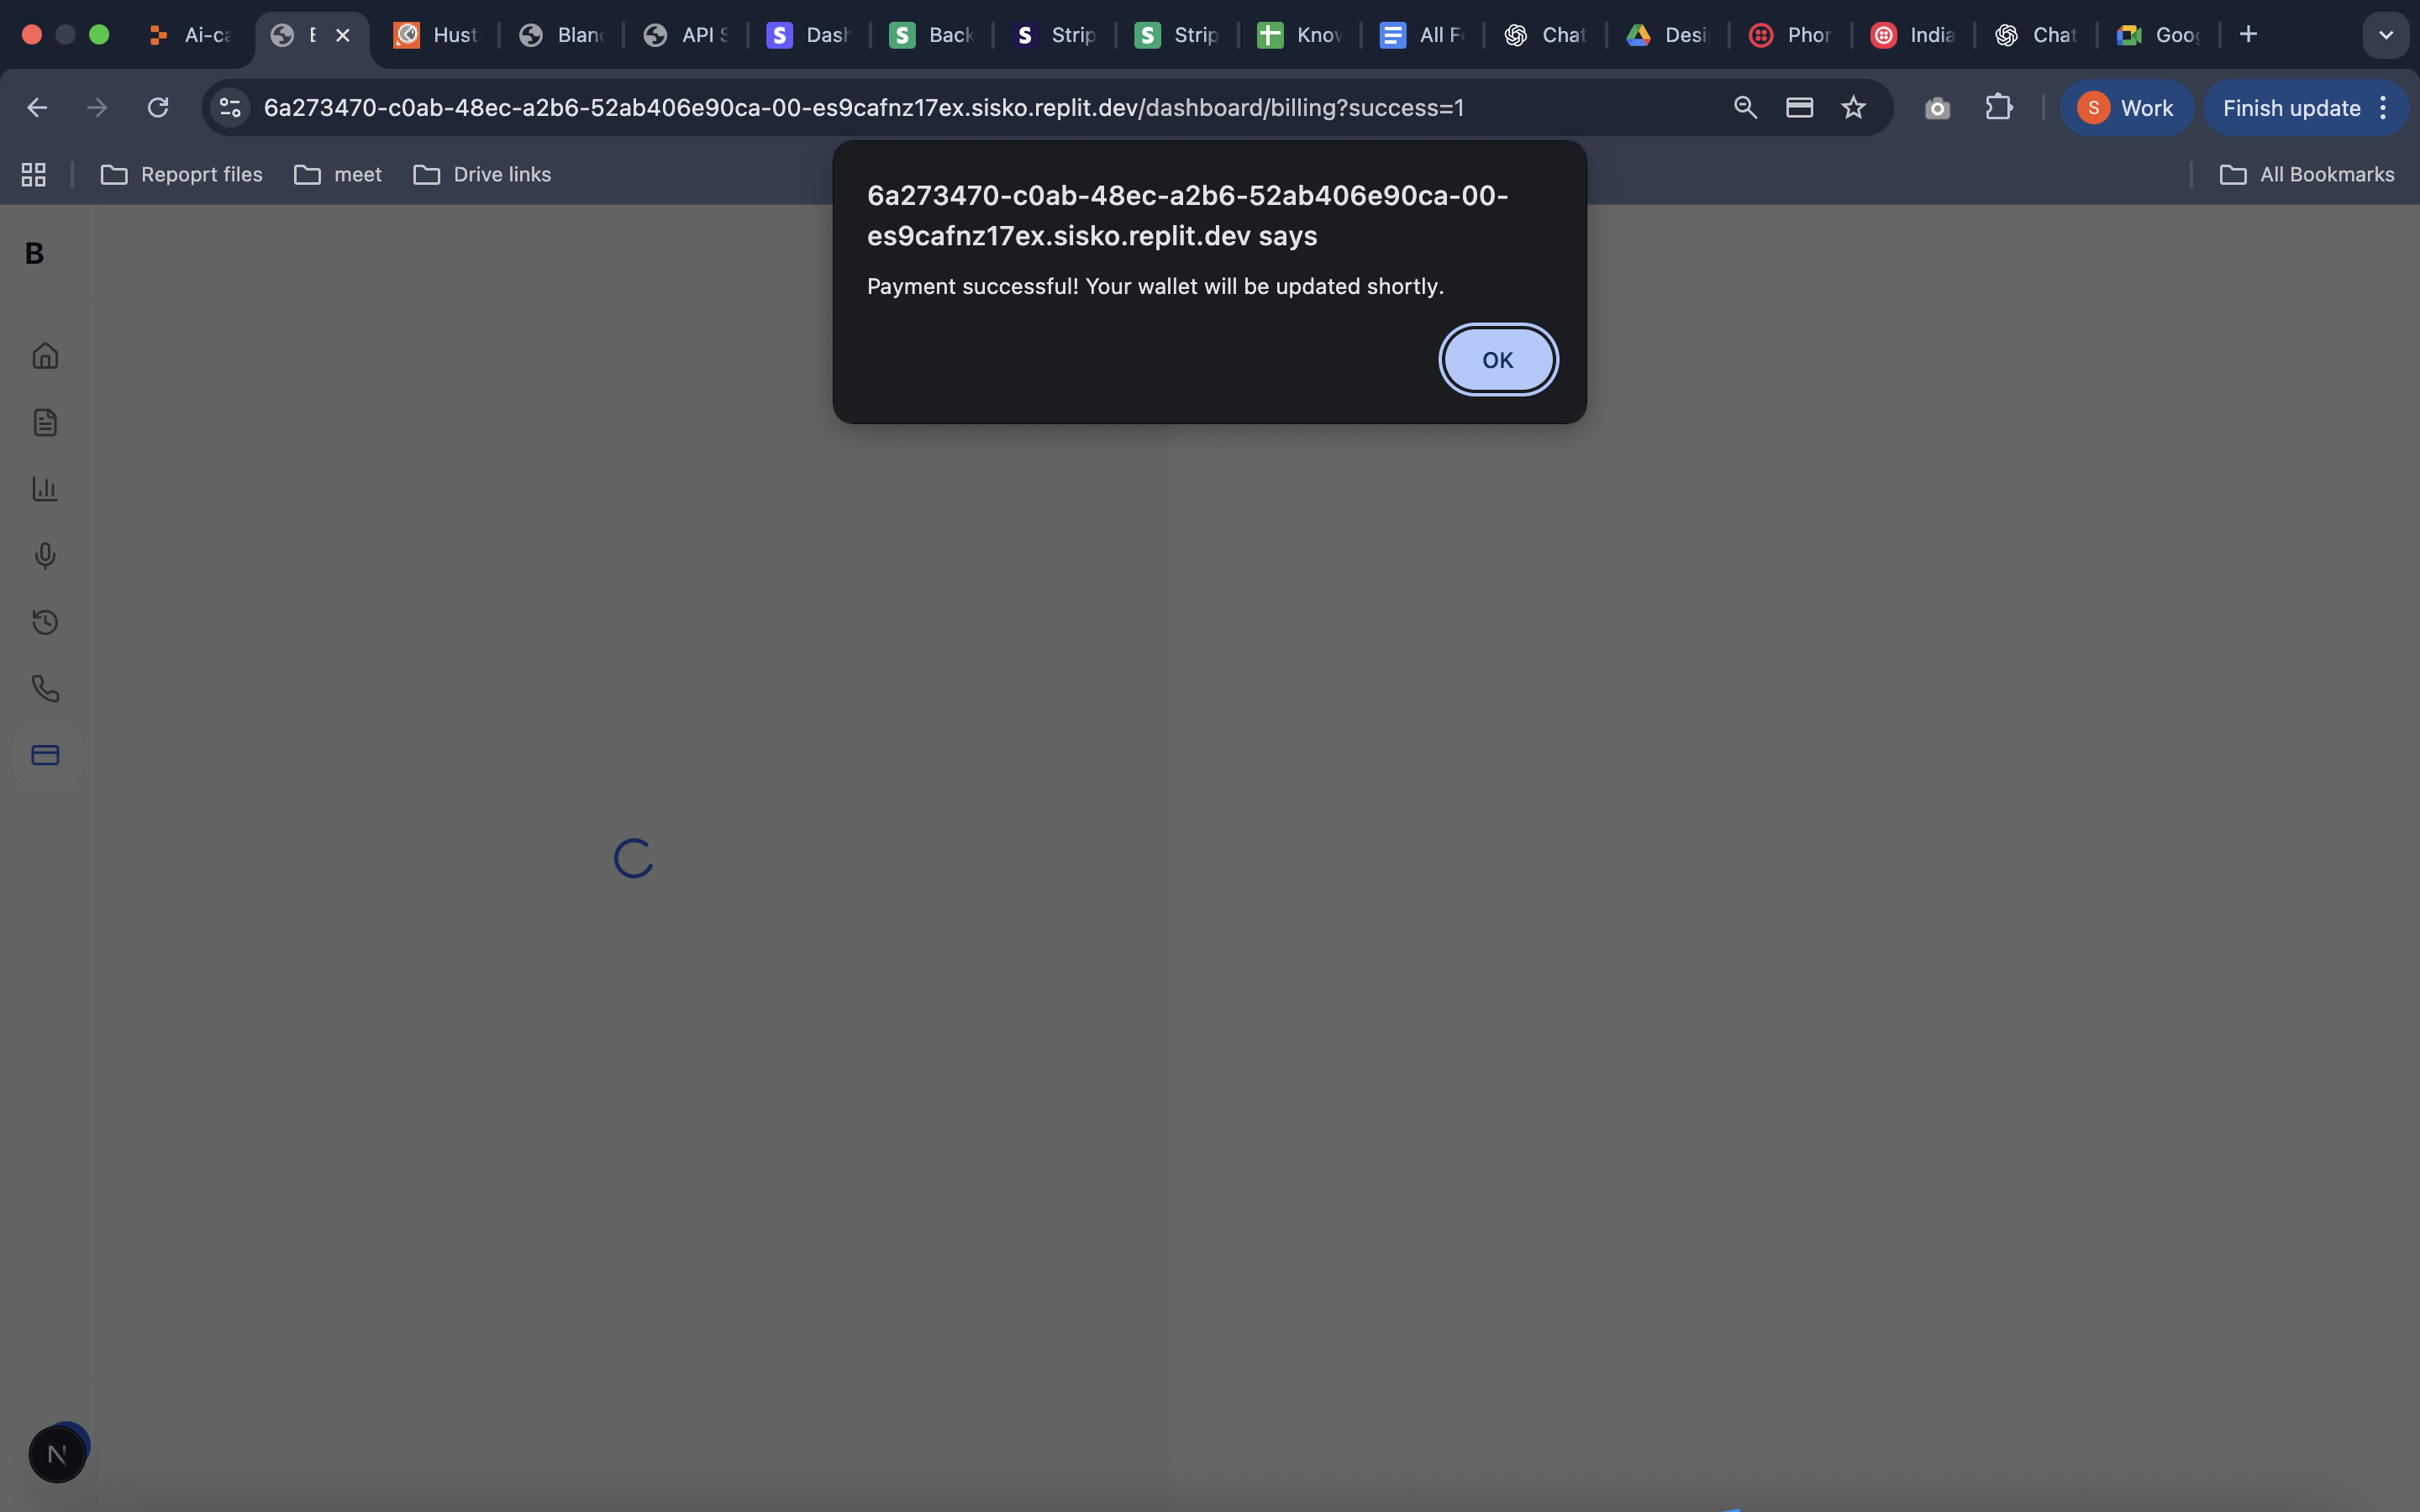 Ai-ca
E
Hust
Blan
API S
Dash
Back
Strip
Strip
Know
All Fe
Chat
Desi
Phor
India
Chat
Goog
6a273470-c0ab-48ec-a2b6-52ab406e90ca-00-es9cafnz17ex.sisko.replit.dev/dashboard/billing?success=1
S Work
Finish update
Repoprt files
meet
Drive links
All Bookmarks
6a273470-c0ab-48ec-a2b6-52ab406e90ca-00-
es9cafnz17ex.sisko.replit.dev says
Payment successful! Your wallet will be updated shortly.
OK
B
N